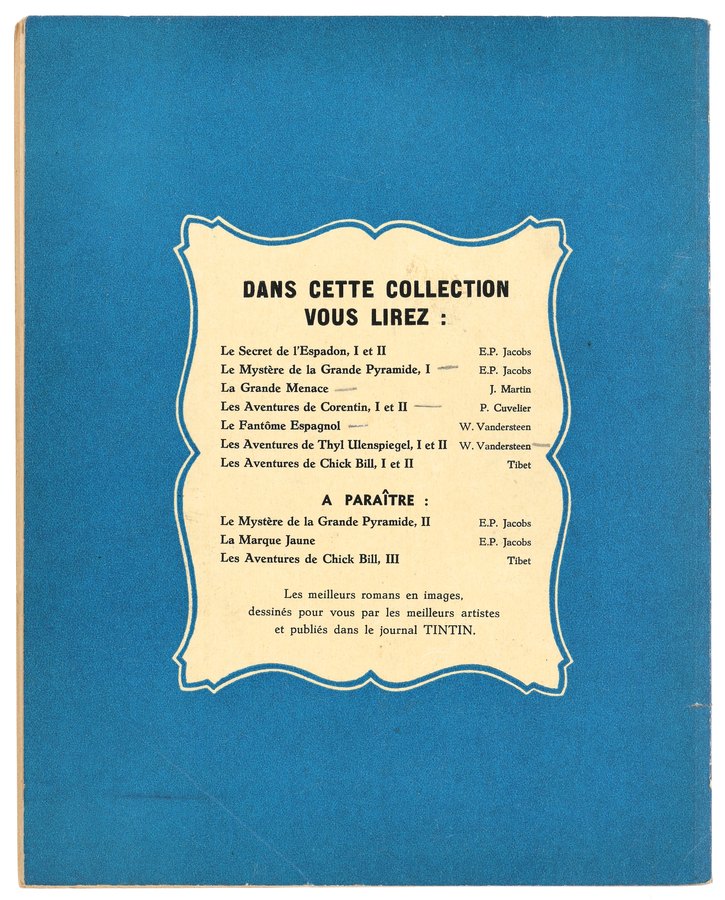 DANS CETTE COLLECTION
VOUS LIREZ :
Le Secret de l'Espadon, I et II E.P. Jacobs
Le Mystère de la Grande Pyramide, I E.P. Jacobs
La Grande Menace J. Martin
Les Aventures de Corentin, I et II P. Cuvelier
Le Fantôme Espagnol W. Vandersteen
Les Aventures de Thyl Ulenspiegel, I et II W. Vandersteen
Les Aventures de Chick Bill, I et II Tibet
A PARAÎTRE :
Le Mystère de la Grande Pyramide, II E.P. Jacobs
La Marque Jaune E.P. Jacobs
Les Aventures de Chick Bill, III Tibet
Les meilleurs romans en images,
dessinés pour vous par les meilleurs artistes
et publiés dans le journal TINTIN.